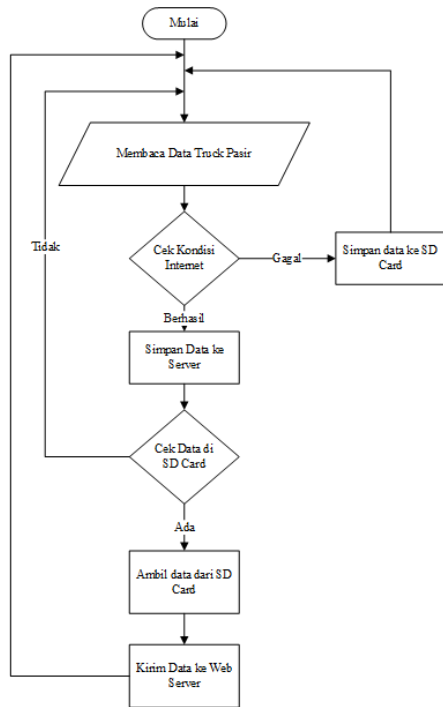 Mulai
Membaca Data Truck Pasir
Cek Kondisi
Internet
Tidak
Gagal
Simpan data ke SD
Card
Berhasil
Simpan Data ke
Server
Cek Data di
SD Card
Ada
Ambil data dari SD
Card
Kirim Data ke Web
Server